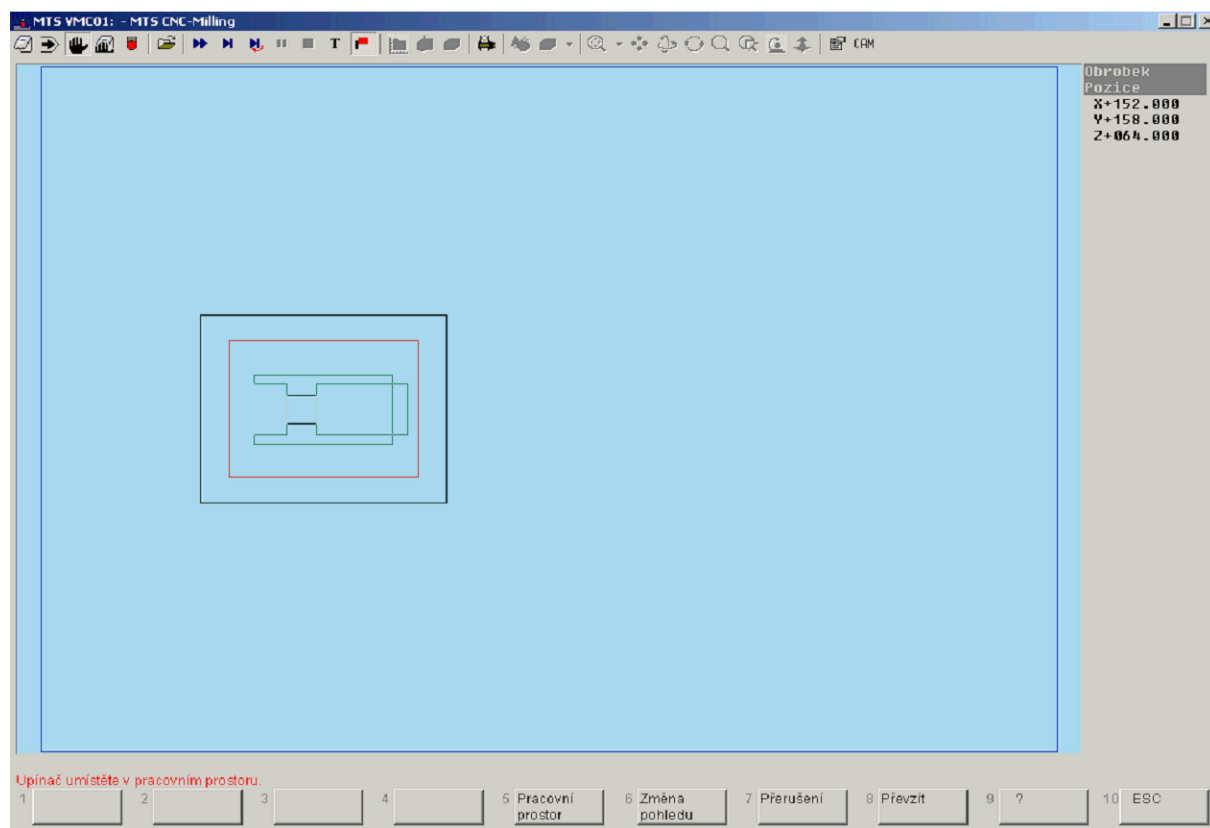 MTS VMC01: - MTS CNC-Milling
T
CAM
Obrobek
Pozice
X+152.000
Y+158.000
Z+064.000
Upínač umístěte v pracovním prostoru.
1
2
3
4
5 Pracovní
prostor
6 Změna
pohledu
7 Přerušení
8 Převzít
9 ?
10 ESC